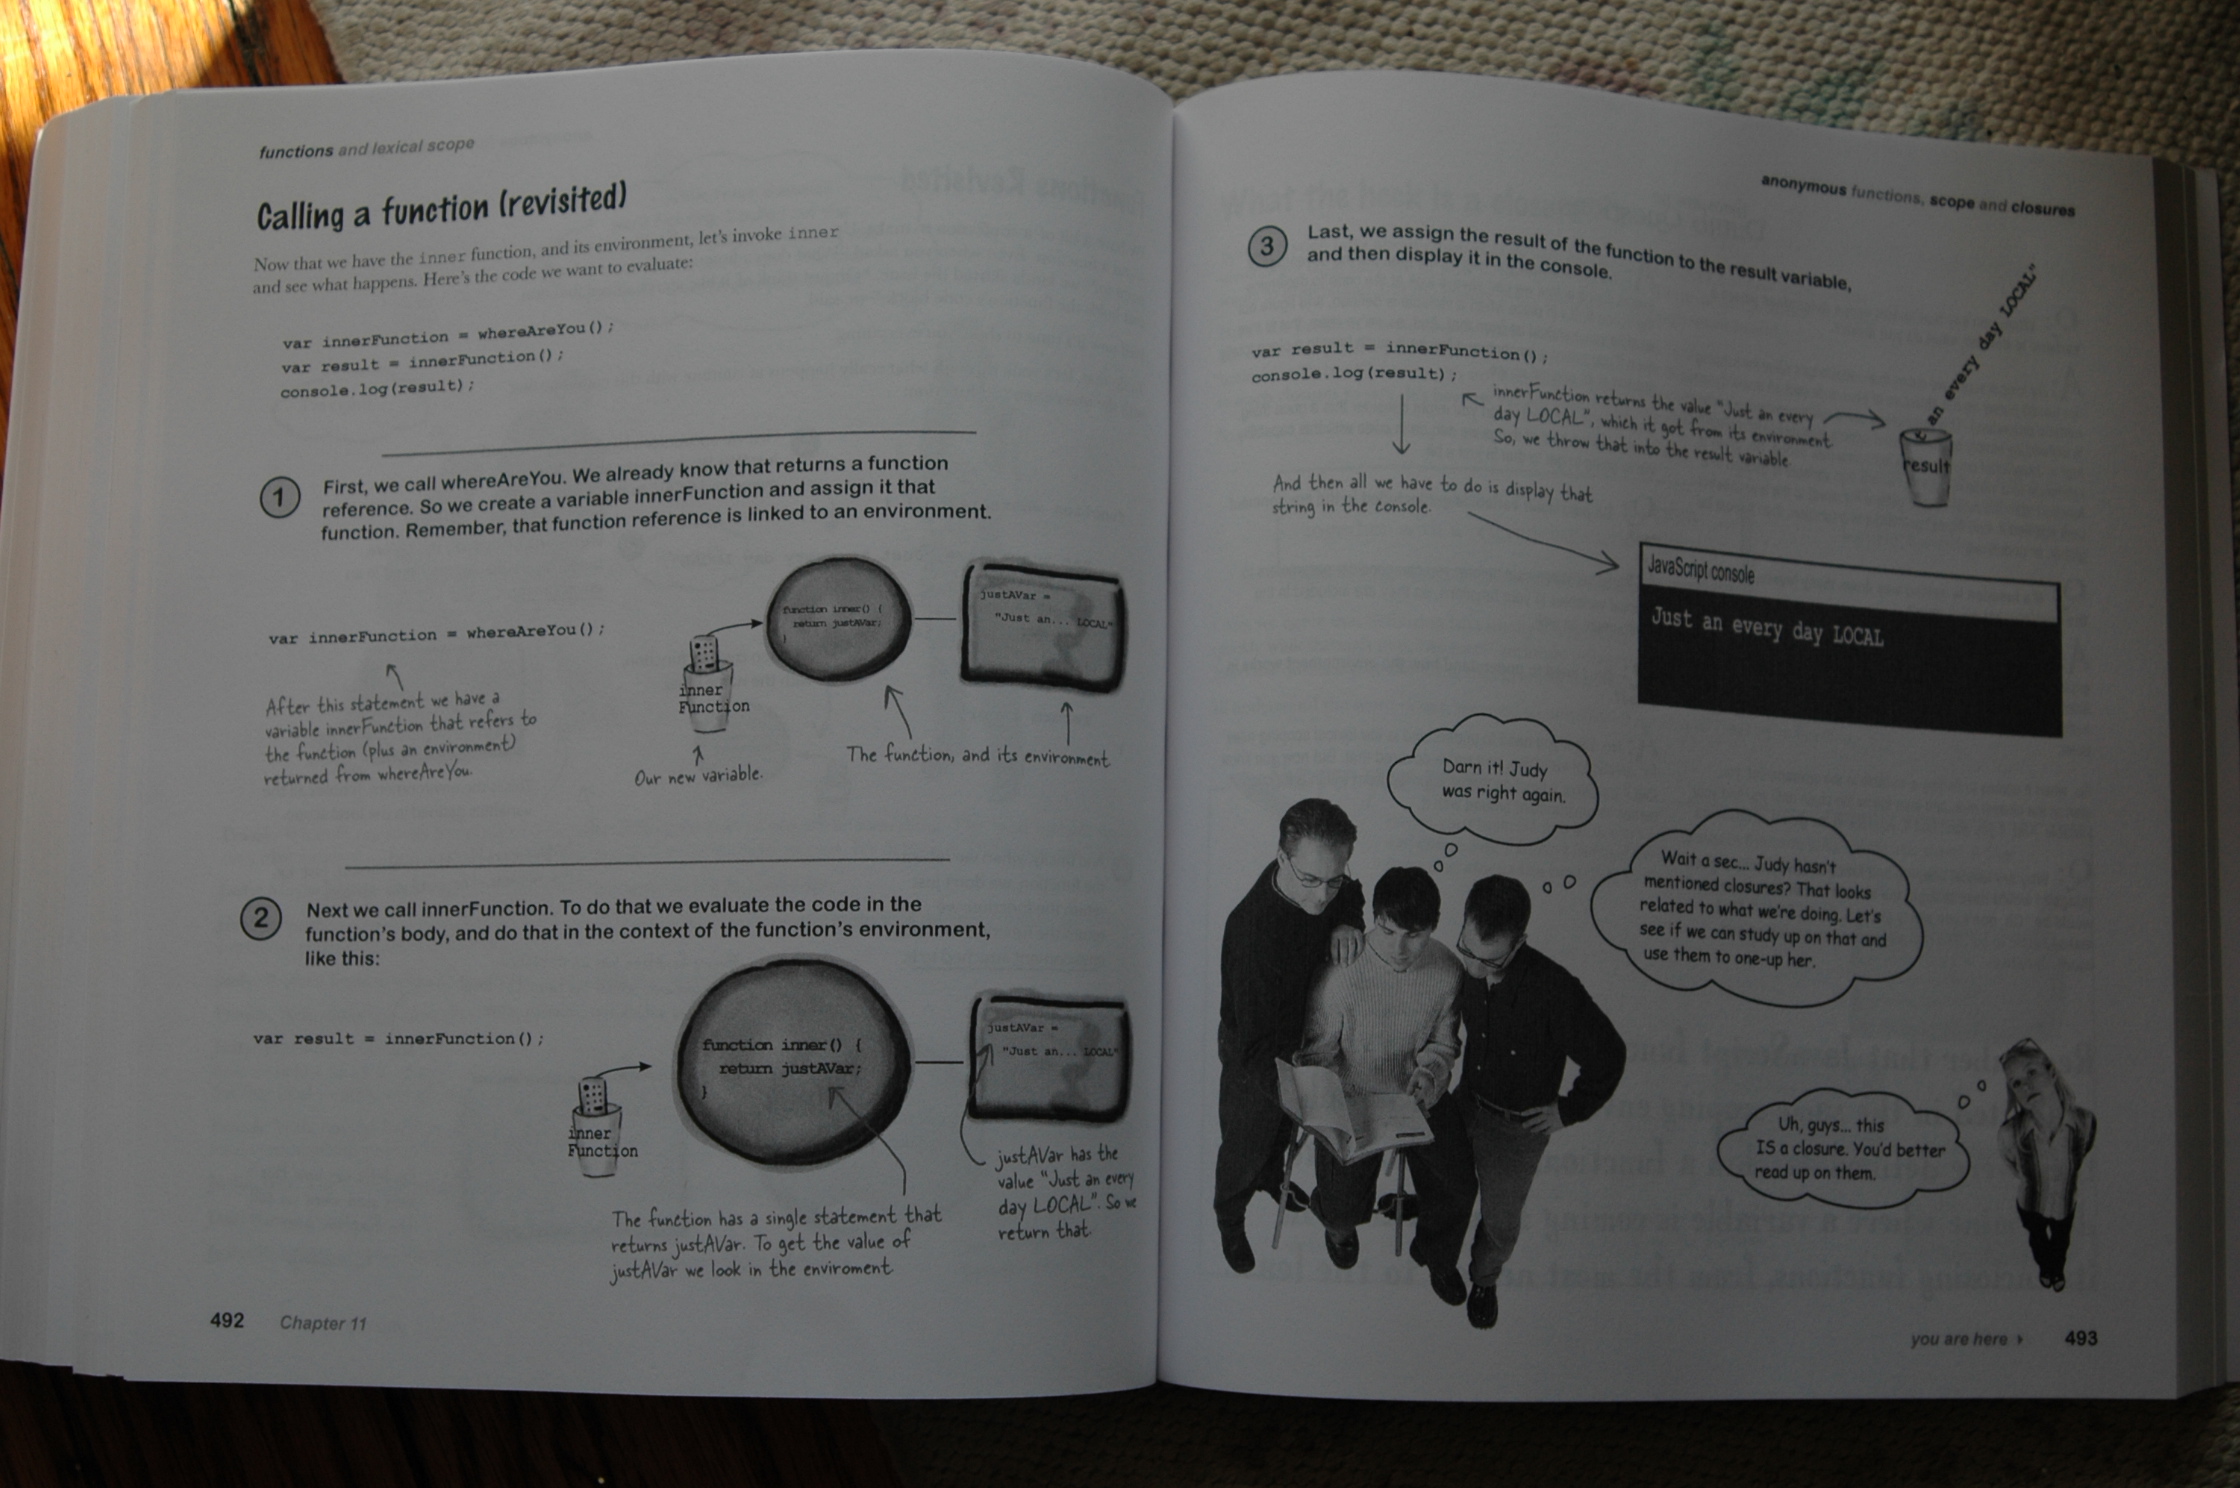 functions and lexical scope
Calling a function (revisited)
Now that we have the inner function, and its environment, let's invoke inner
and see what happens. Here's the code we want to evaluate:
var innerFunction = whereAreYou();
var result = innerFunction();
console.log(result);
1
First, we call whereAreYou. We already know that returns a function
reference. So we create a variable innerFunction and assign it that
function. Remember, that function reference is linked to an environment.
var innerFunction = whereAreYou();
After this statement we have a
variable innerFunction that refers to
the function (plus an environment)
returned from whereAreYou.
inner
Function
Our new variable.
function inner() {
return justAVar;
}
justAVar =
"Just an... LOCAL"
The function, and its environment
2
Next we call innerFunction. To do that we evaluate the code in the
function's body, and do that in the context of the function's environment,
like this:
var result = innerFunction();
inner
Function
function inner() {
return justAVar;
}
justAVar =
"Just an... LOCAL"
The function has a single statement that
returns justAVar. To get the value of
justAVar we look in the enviroment
justAVar has the
value "Just an every
day LOCAL". So we
return that.
492 Chapter 11
anonymous functions, scope and closures
3
Last, we assign the result of the function to the result variable,
and then display it in the console.
var result = innerFunction();
console.log(result);
innerFunction returns the value "Just an every
day LOCAL", which it got from its environment
So, we throw that into the result variable
an every day LOCAL"
result
And then all we have to do is display that
string in the console.
JavaScript console
Just an every day LOCAL
Darn it! Judy
was right again.
Wait a sec... Judy hasn't
mentioned closures? That looks
related to what we're doing. Let's
see if we can study up on that and
use them to one-up her.
Uh, guys... this
IS a closure. You'd better
read up on them.
you are here 493